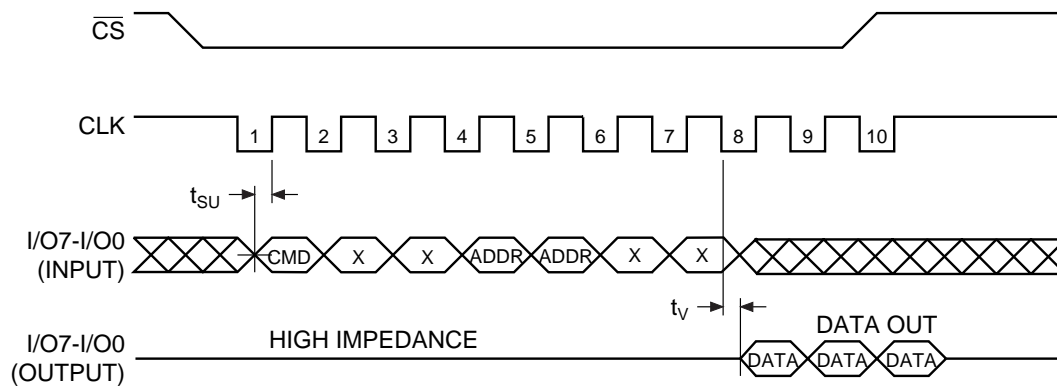 CS
CLK
1 2 3 4 5 6 7 8 9 10
tSU
I/O7-I/O0
(INPUT)
CMD X X ADDR ADDR X X
tV
HIGH IMPEDANCE
DATA OUT
I/O7-I/O0
(OUTPUT)
DATA DATA DATA